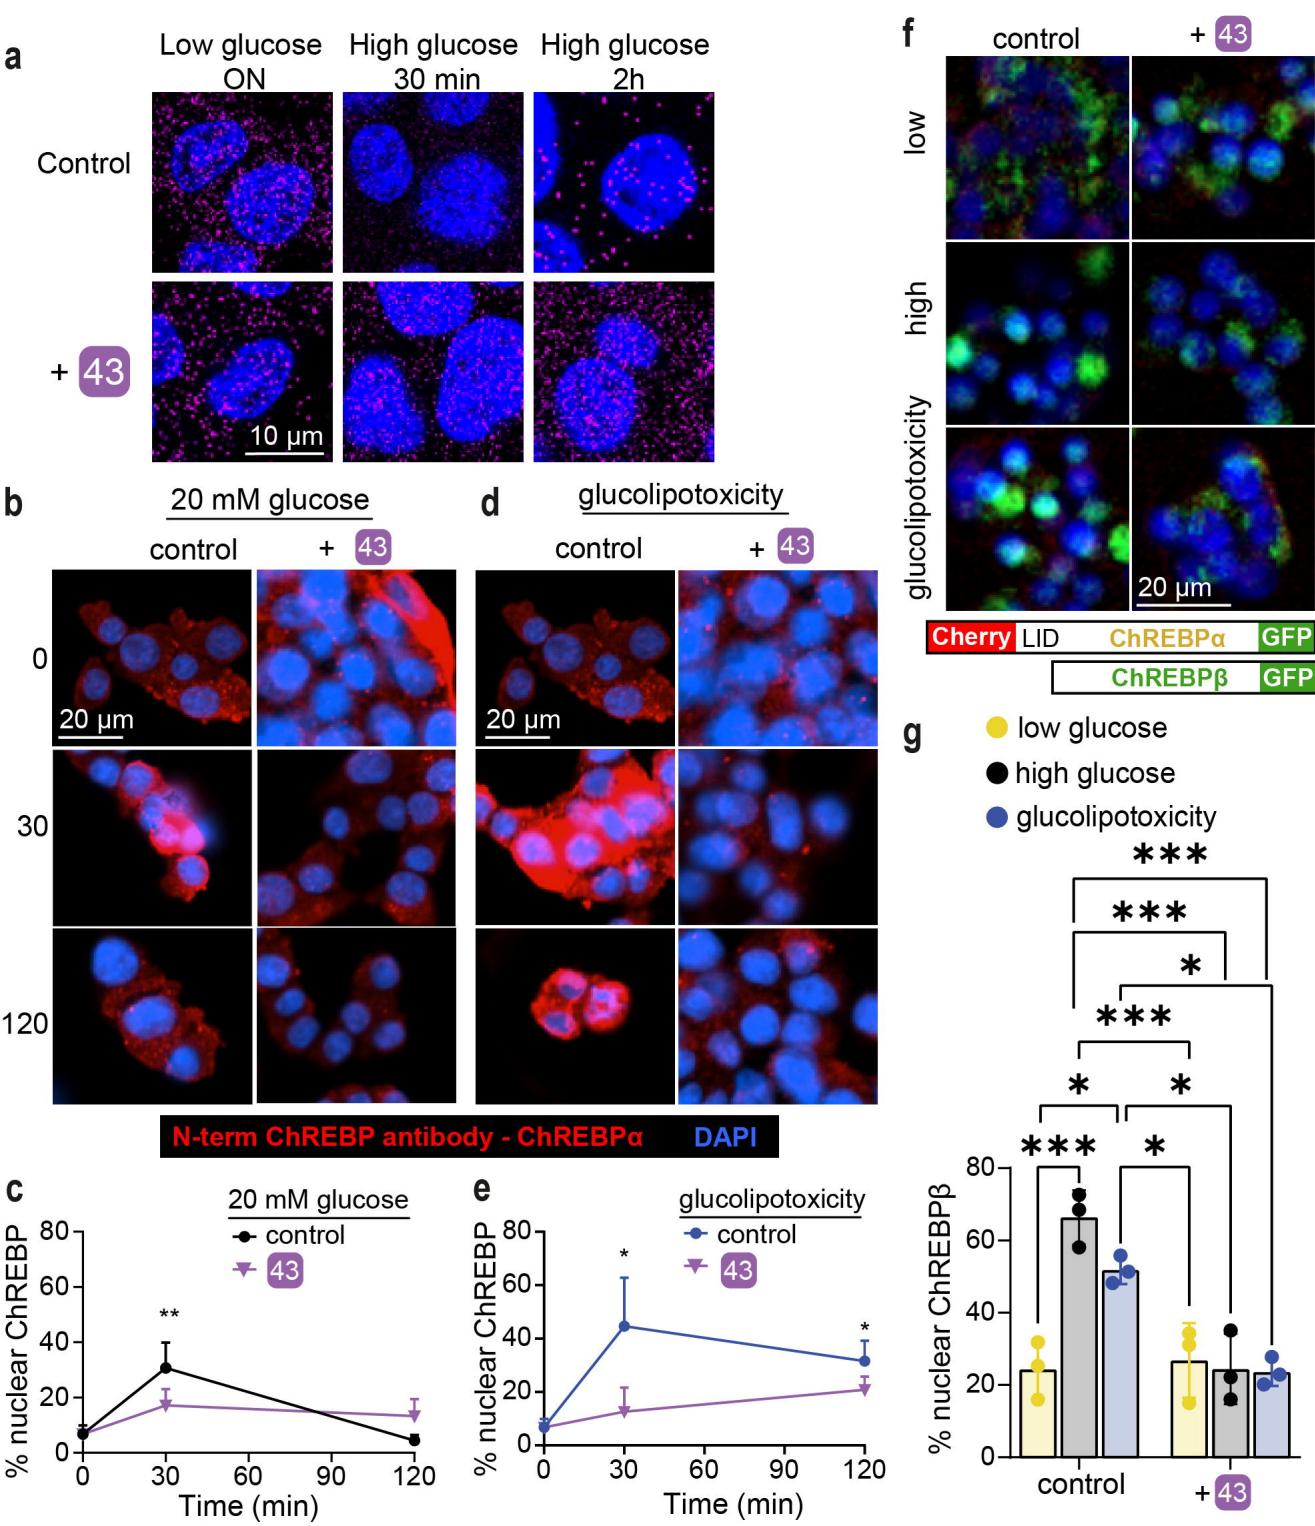 a
Low glucose ON
High glucose 30 min
High glucose 2h
Control
+ 43
10 µm
b
20 mM glucose
control
+ 43
0
20 µm
30
120
d
glucolipotoxicity
control
+ 43
20 µm
N-term ChREBP antibody - ChREBPα DAPI
c
20 mM glucose
control
43
**
% nuclear ChREBP
80
60
40
20
0
0 30 60 90 120
Time (min)
e
glucolipotoxicity
control
43
*
*
% nuclear ChREBP
80
60
40
20
0
0 30 60 90 120
Time (min)
f
control
+ 43
low
high
glucolipotoxicity
20 µm
Cherry LID ChREBPα GFP
ChREBPβ GFP
g
low glucose
high glucose
glucolipotoxicity
***
***
*
***
* *
*** *
% nuclear ChREBPβ
80
60
40
20
0
control
+ 43